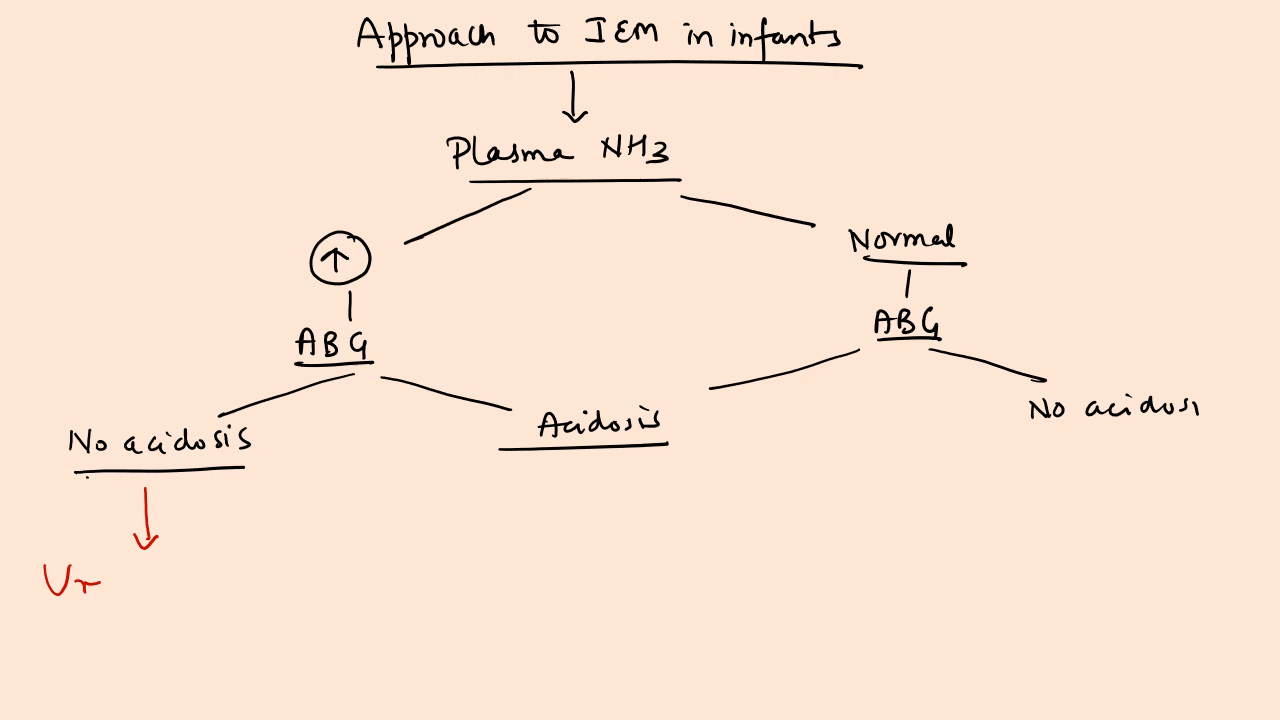 Approach to IEM in infants
Plasma NH3
↑
Normal
ABG
ABG
No acidosis
Acidosis
No acidosi
Ur